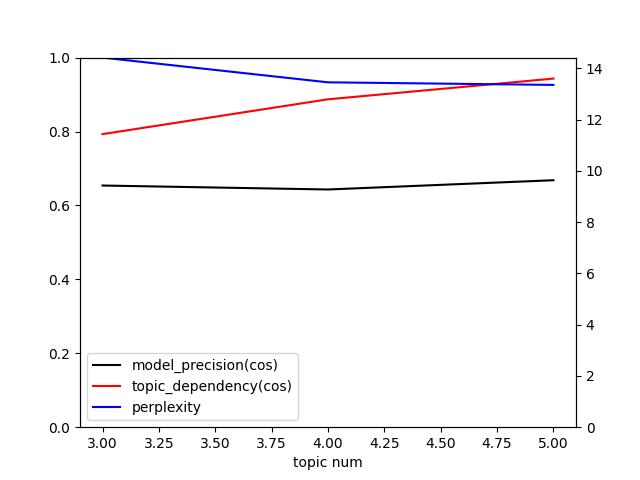 1.0
0.8
0.6
0.4
0.2
0.0
14
12
10
8
6
4
2
0
model_precision(cos)
topic_dependency(cos)
perplexity
3.00 3.25 3.50 3.75 4.00 4.25 4.50 4.75 5.00
topic num